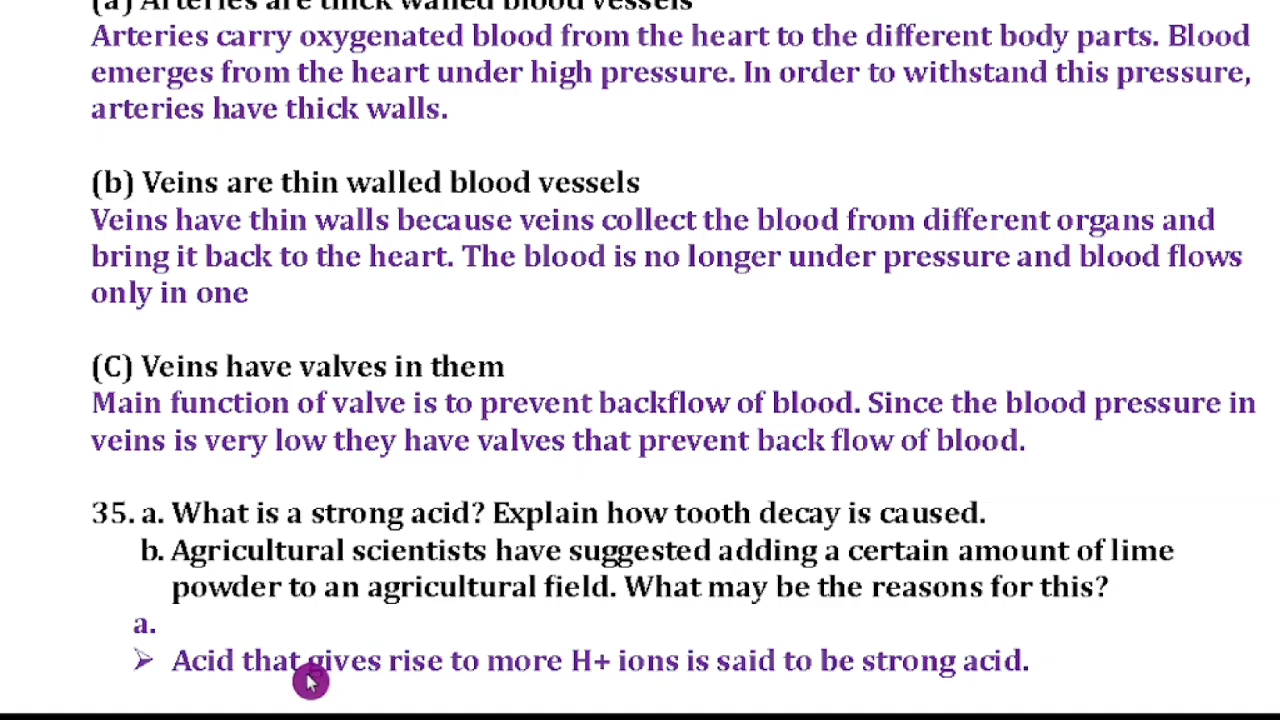 (a) Arteries are thick walled blood vessels
Arteries carry oxygenated blood from the heart to the different body parts. Blood
emerges from the heart under high pressure. In order to withstand this pressure,
arteries have thick walls.
(b) Veins are thin walled blood vessels
Veins have thin walls because veins collect the blood from different organs and
bring it back to the heart. The blood is no longer under pressure and blood flows
only in one
(C) Veins have valves in them
Main function of valve is to prevent backflow of blood. Since the blood pressure in
veins is very low they have valves that prevent back flow of blood.
35. a. What is a strong acid? Explain how tooth decay is caused.
b. Agricultural scientists have suggested adding a certain amount of lime
powder to an agricultural field. What may be the reasons for this?
a.
➢ Acid that gives rise to more H+ ions is said to be strong acid.